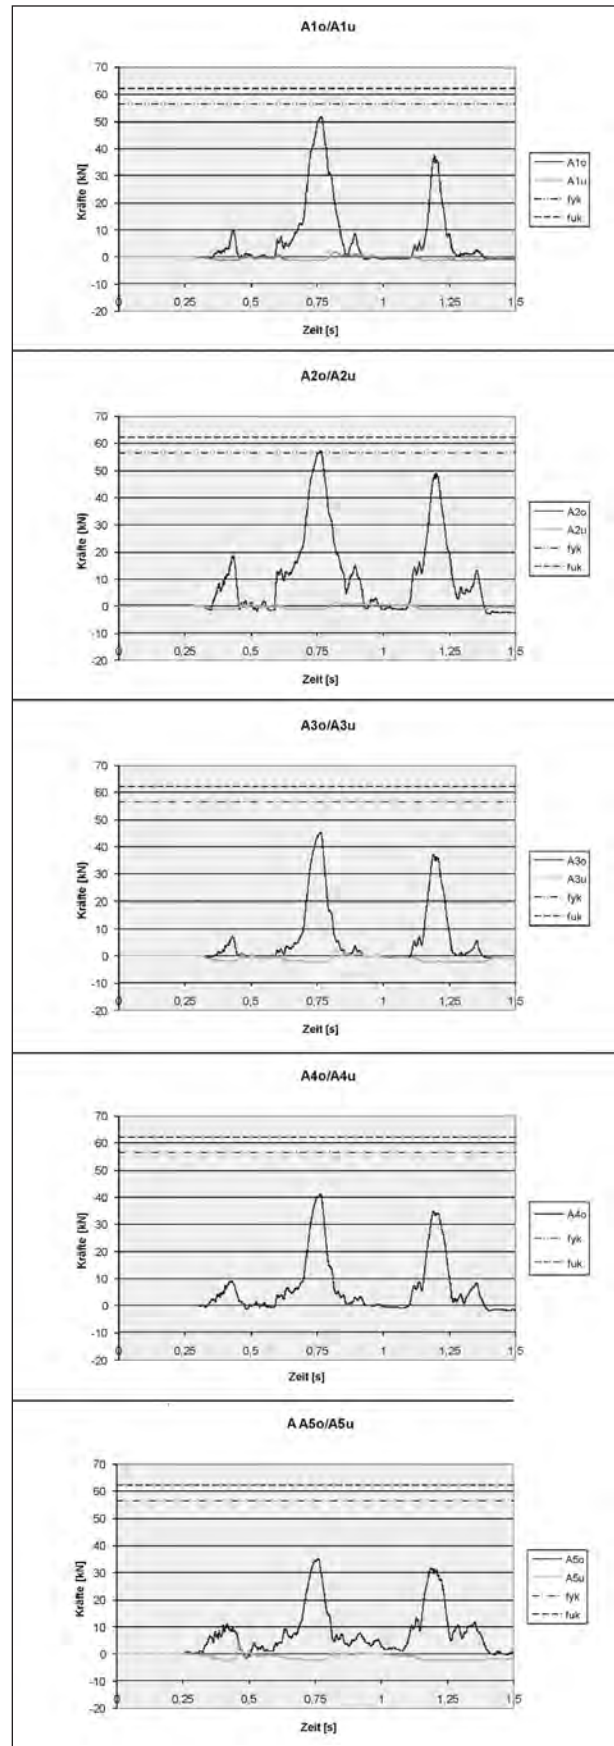 A1o/A1u
70
60
50
40
30
20
10
0
-10
-20
Kräfte [kN]
0 0,25 0,5 0,75 1 1,25 1,5
Zeit [s]
A1o
A1u
fyk
fuk
A2o/A2u
70
60
50
40
30
20
10
0
-10
-20
Kräfte [kN]
0 0,25 0,5 0,75 1 1,25 1,5
Zeit [s]
A2o
A2u
fyk
fuk
A3o/A3u
70
60
50
40
30
20
10
0
-10
-20
Kräfte [kN]
0 0,25 0,5 0,75 1 1,25 1,5
Zeit [s]
A3o
A3u
fyk
fuk
A4o/A4u
70
60
50
40
30
20
10
0
-10
-20
Kräfte [kN]
0 0,25 0,5 0,75 1 1,25 1,5
Zeit [s]
A4o
fyk
fuk
A A5o/A5u
70
60
50
40
30
20
10
0
-10
-20
Kräfte [kN]
0 0,25 0,5 0,75 1 1,25 1,5
Zeit [s]
A5o
A5u
fyk
fuk